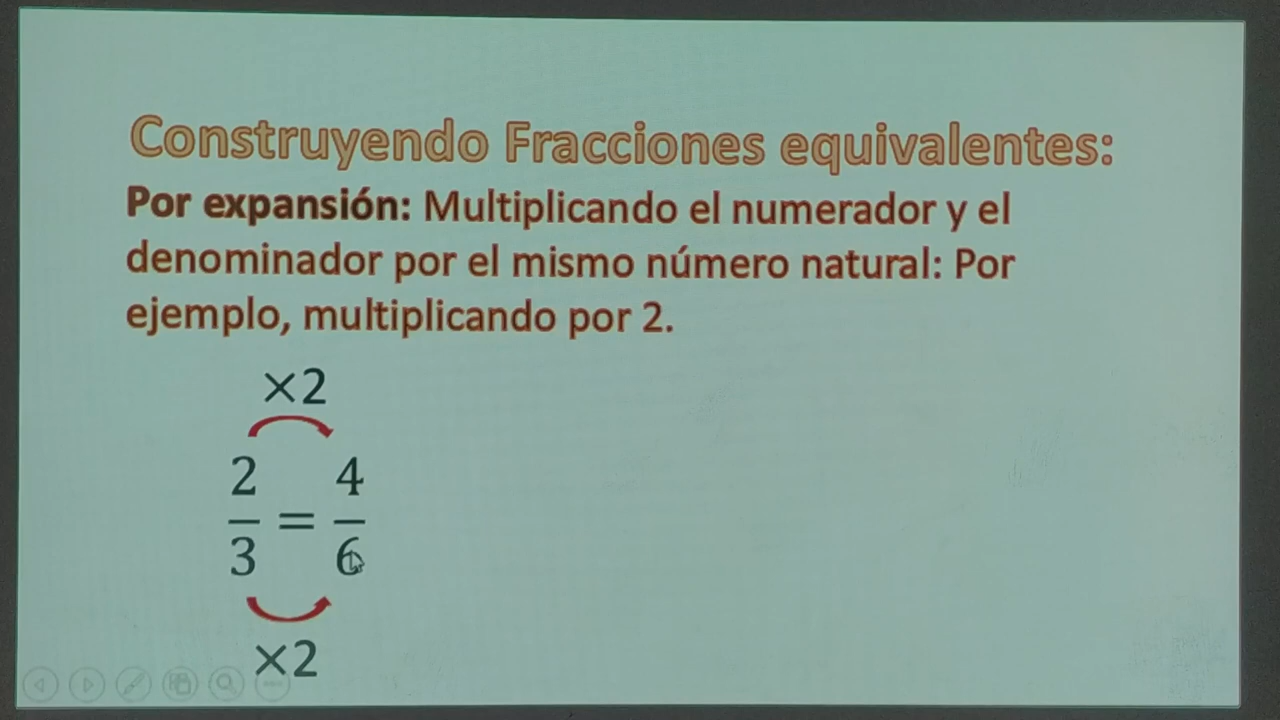 Construyendo Fracciones equivalentes:
Por expansión: Multiplicando el numerador y el
denominador por el mismo número natural: Por
ejemplo, multiplicando por 2.
×2
2/3 = 4/6
×2